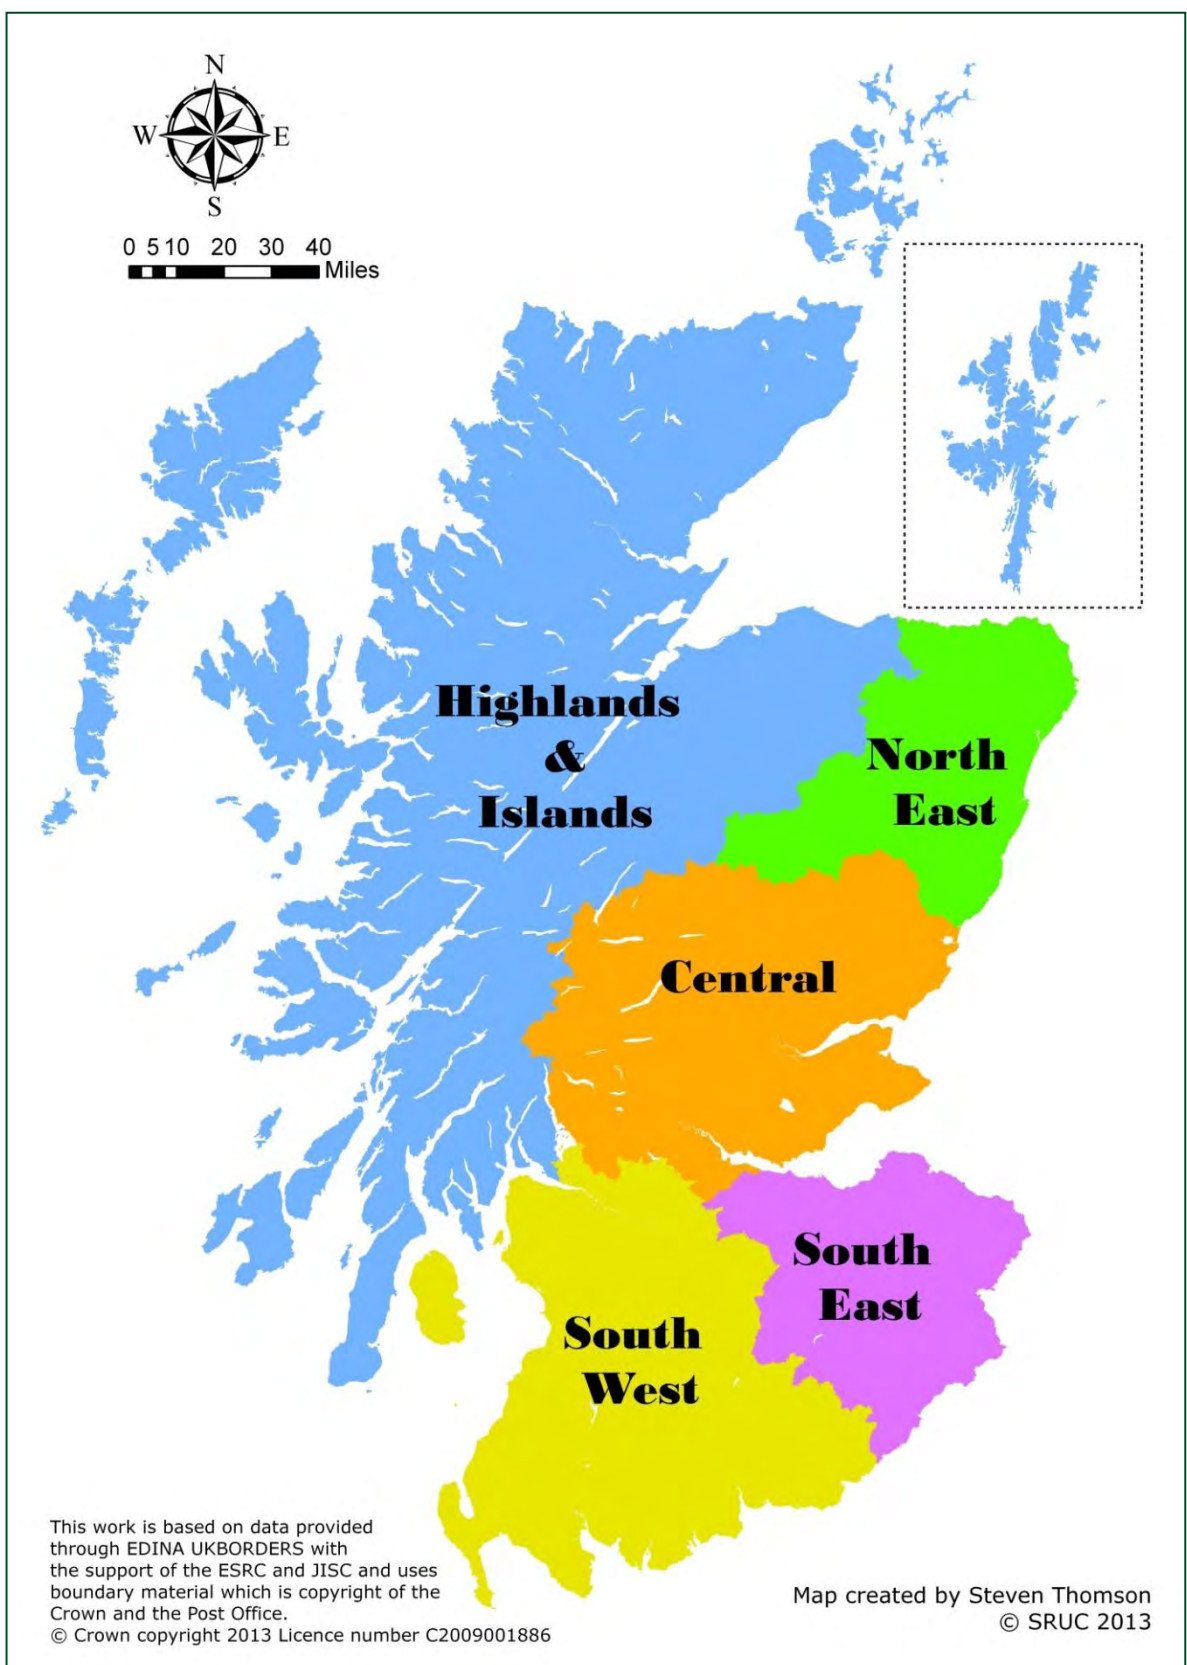 N
W E
S
0 5 10 20 30 40
Miles
Highlands
&
Islands
North
East
Central
South
East
South
West
This work is based on data provided
through EDINA UKBORDERS with
the support of the ESRC and JISC and uses
boundary material which is copyright of the
Crown and the Post Office.
© Crown copyright 2013 Licence number C2009001886
Map created by Steven Thomson
© SRUC 2013